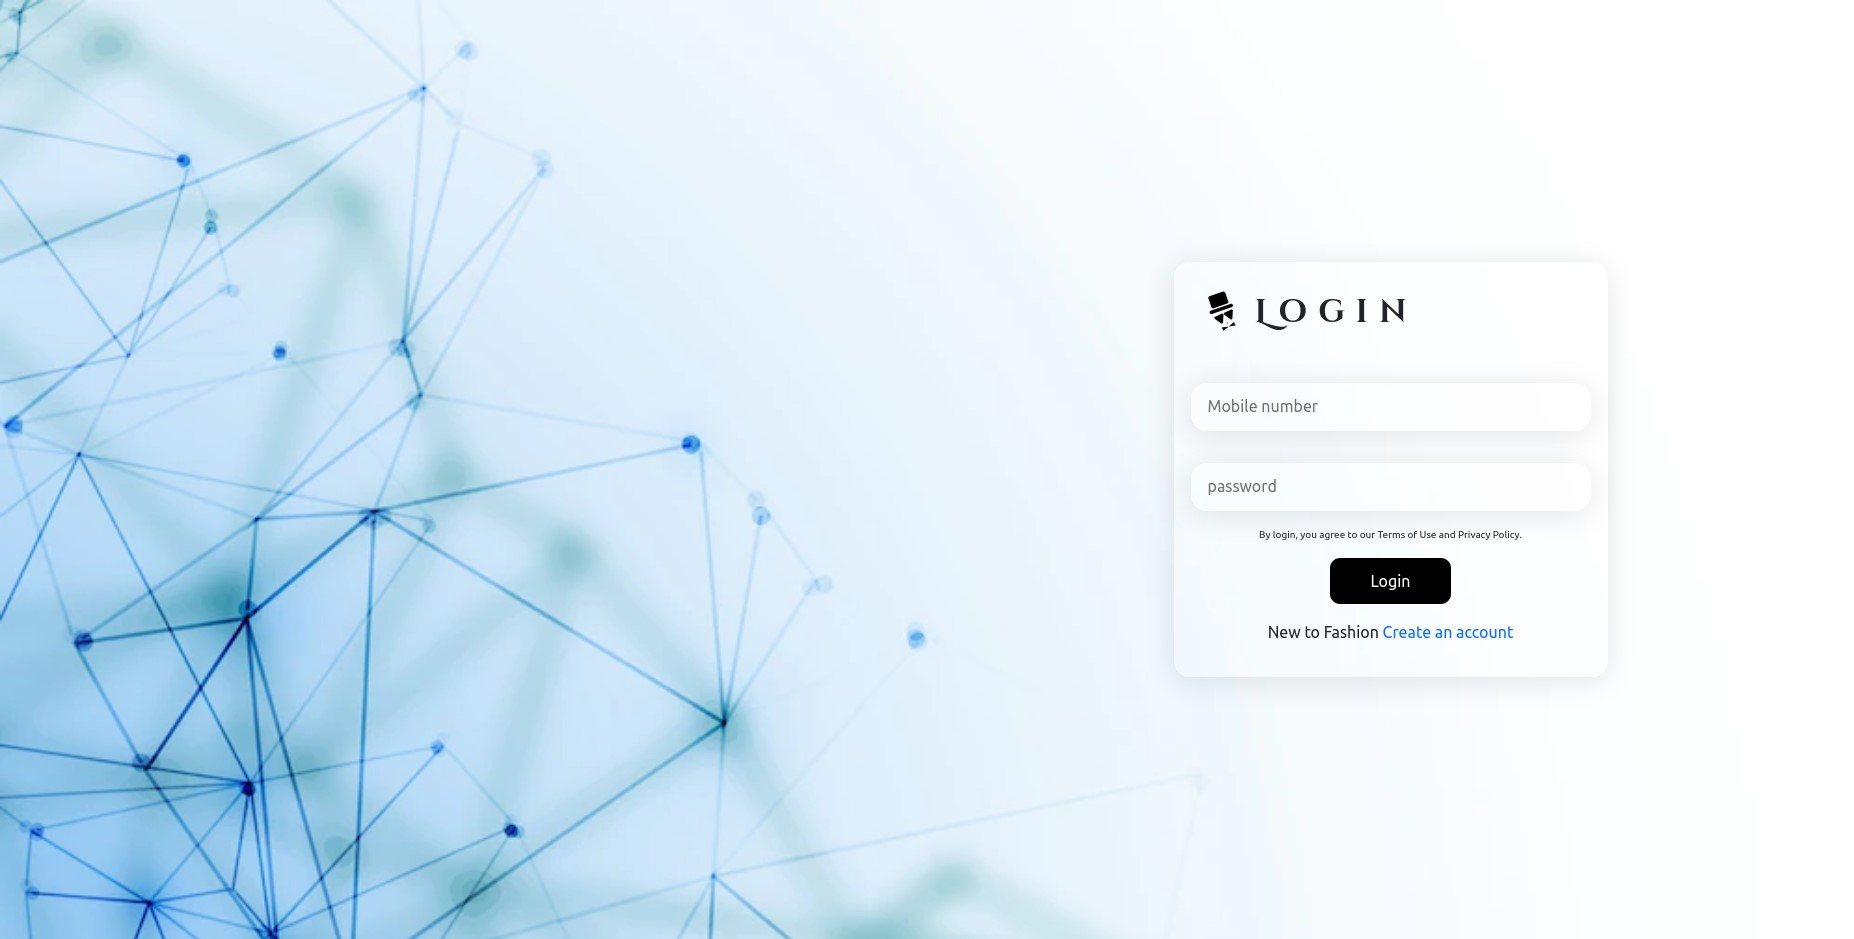 Login
Mobile number
password
By login, you agree to our Terms of Use and Privacy Policy.
Login
New to Fashion Create an account